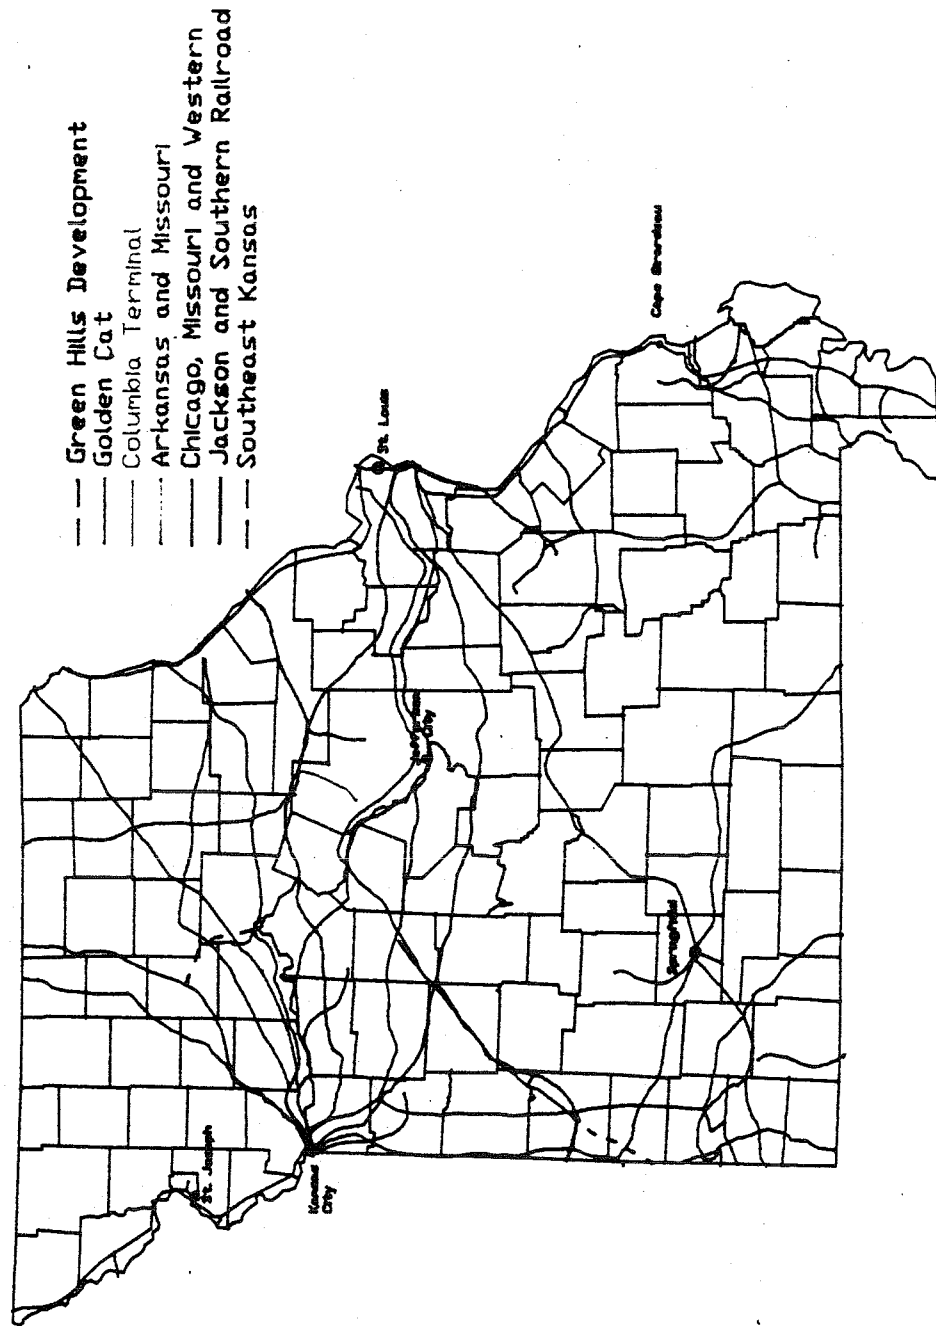 Green Hills Development
Golden Cat
Columbia Terminal
Arkansas and Missouri
Chicago, Missouri and Western
Jackson and Southern Railroad
Southeast Kansas
St. Joseph
Kansas
City
St. Louis
Jefferson
City
Springfield
Cape Girardeau